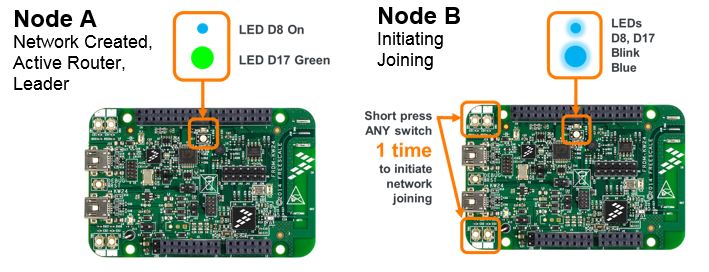 Node A
Network Created,
Active Router,
Leader
LED D8 On
LED D17 Green
Node B
Initiating
Joining
LEDs
D8, D17
Blink
Blue
Short press
ANY switch
1 time
to initiate
network
joining